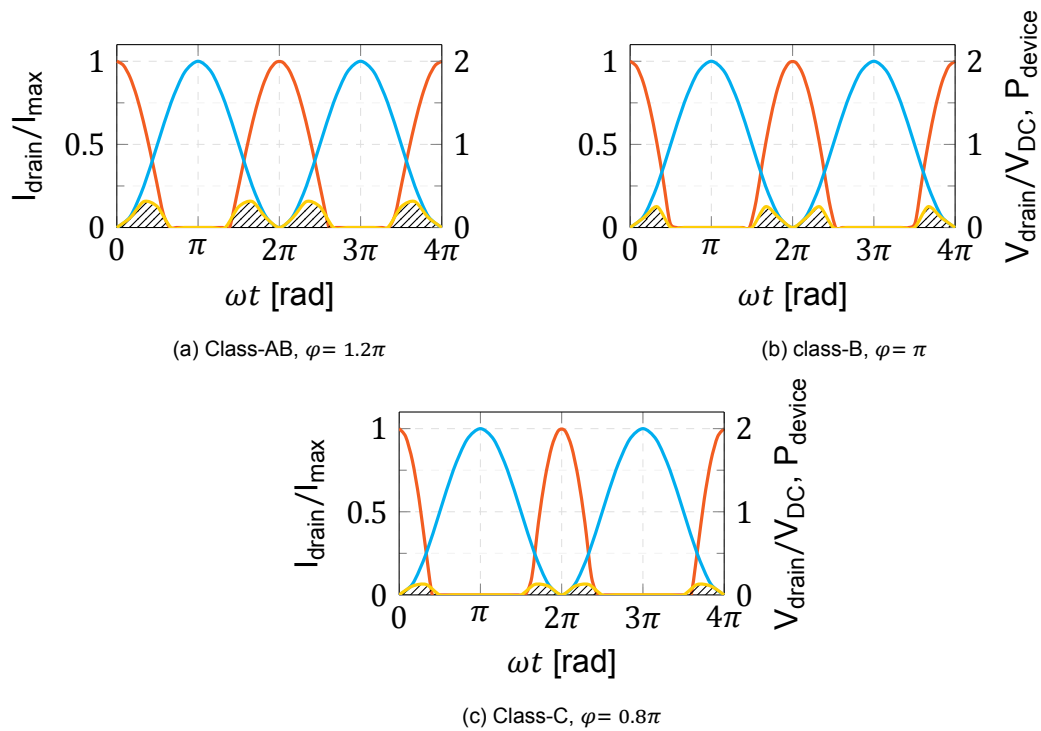 I_drain/I_max
1
0.5
0
2
1
0
0 π 2π 3π 4π
ωt [rad]
(a) Class-AB, φ= 1.2π
1
0.5
0
2
1
0
V_drain/V_DC, P_device
0 π 2π 3π 4π
ωt [rad]
(b) class-B, φ= π
I_drain/I_max
1
0.5
0
2
1
0
V_drain/V_DC, P_device
0 π 2π 3π 4π
ωt [rad]
(c) Class-C, φ= 0.8π